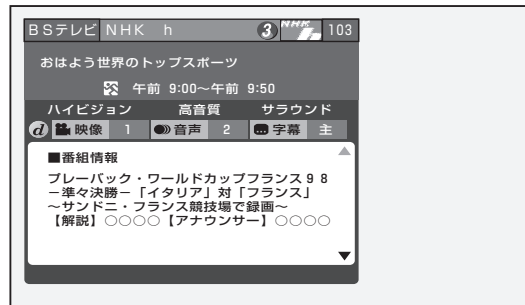 BSテレビ NHK h 3 NHK h 103
おはよう世界のトップスポーツ
午前 9:00～午前 9:50
ハイビジョン 高音質 サラウンド
d 映像 1 音声 2 字幕 主
■番組情報
プレーバック・ワールドカップフランス98
－準々決勝－「イタリア」対「フランス」
～サンドニ・フランス競技場で録画～
【解説】○○○○【アナウンサー】○○○○